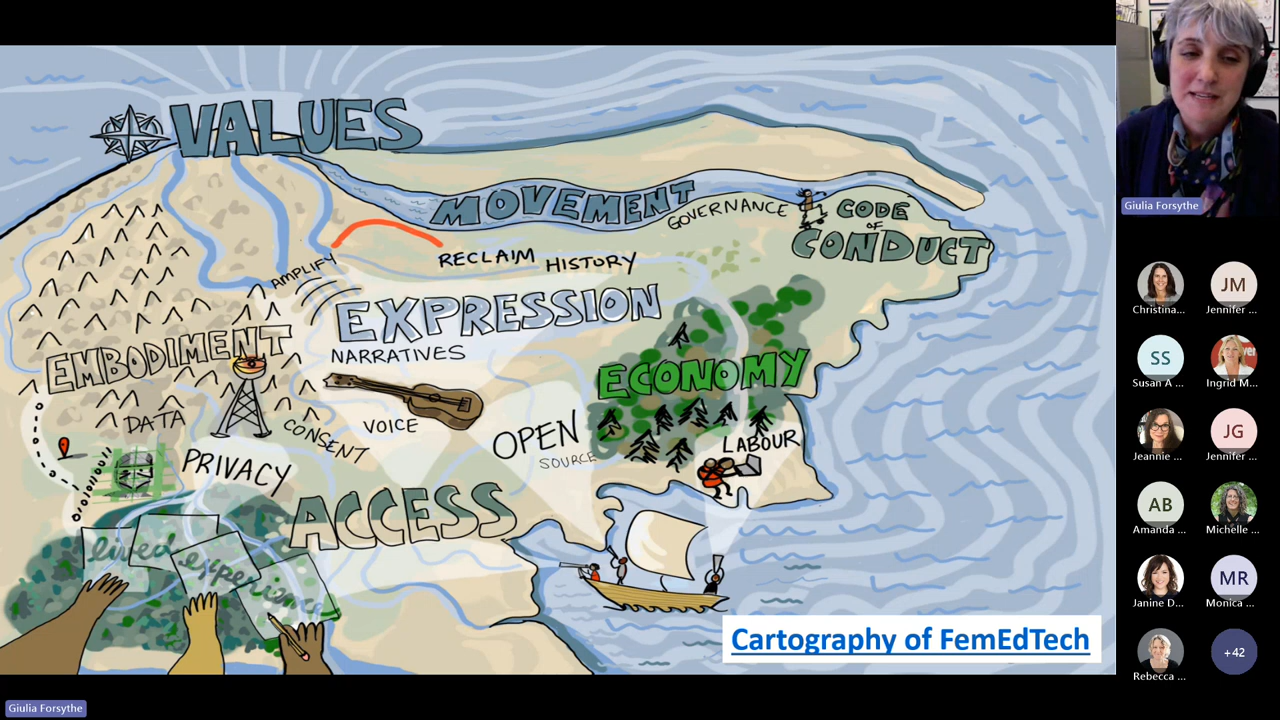 VALUES
MOVEMENT
GOVERNANCE
CODE
OF
CONDUCT
AMPLIFY
RECLAIM HISTORY
EXPRESSION
EMBODIMENT
NARRATIVES
ECONOMY
DATA
CONSENT
VOICE
OPEN
SOURCE
LABOUR
PRIVACY
ACCESS
lived
experience
Cartography of FemEdTech
Giulia Forsythe
Giulia Forsythe
Christina...
JM
Jennifer ...
SS
Susan A ...
Ingrid M...
Jeannie ...
JG
Jennifer ...
AB
Amanda ...
Michelle ...
Janine D...
MR
Monica ...
Rebecca ...
+42